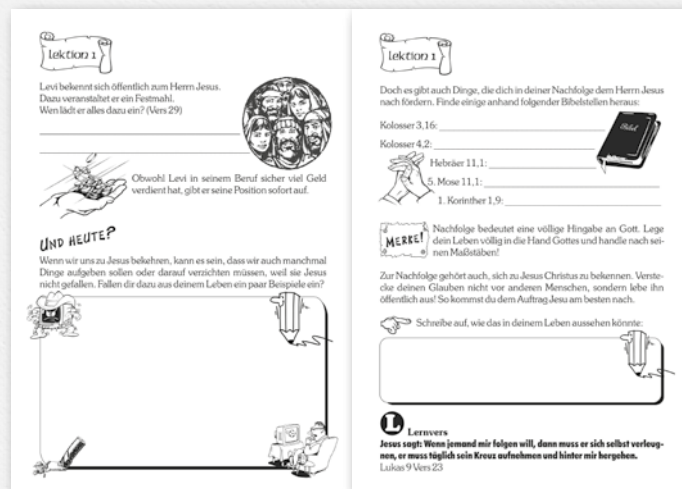 Lektion 1
Levi bekennt sich öffentlich zum Herrn Jesus.
Dazu veranstaltet er ein Festmahl.
Wen lädt er alles dazu ein? (Vers 29)
Obwohl Levi in seinem Beruf sicher viel Geld
verdient hat, gibt er seine Position sofort auf.
UND HEUTE?
Wenn wir uns zu Jesus bekehren, kann es sein, dass wir auch manchmal
Dinge aufgeben sollen oder darauf verzichten müssen, weil sie Jesus
nicht gefallen. Fallen dir dazu aus deinem Leben ein paar Beispiele ein?
Lektion 1
Doch es gibt auch Dinge, die dich in deiner Nachfolge dem Herrn Jesus
nach fördern. Finde einige anhand folgender Bibelstellen heraus:
Kolosser 3,16:
Bibel
Kolosser 4,2:
Hebräer 11,1:
5. Mose 11,1:
1. Korinther 1,9:
MERKE!
Nachfolge bedeutet eine völlige Hingabe an Gott. Lege
dein Leben völlig in die Hand Gottes und handle nach sei-
nen Maßstäben!
Zur Nachfolge gehört auch, sich zu Jesus Christus zu bekennen. Verste-
cke deinen Glauben nicht vor anderen Menschen, sondern lebe ihn
öffentlich aus! So kommst du dem Auftrag Jesu am besten nach.
Schreibe auf, wie das in deinem Leben aussehen könnte:
L Lernvers
Jesus sagt: Wenn jemand mir folgen will, dann muss er sich selbst verleug-
nen, er muss täglich sein Kreuz aufnehmen und hinter mir hergehen.
Lukas 9 Vers 23